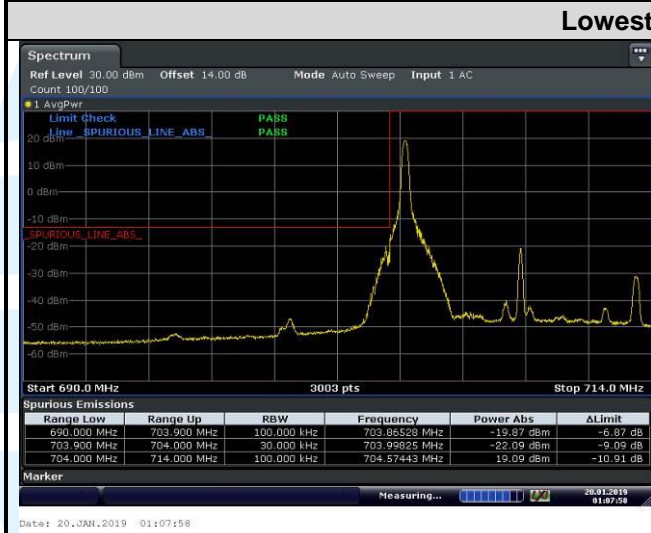 Lowest
Spectrum
Ref Level 30.00 dBm Offset 14.00 dB Mode Auto Sweep Input 1 AC
Count 100/100
1 AvgPwr
Limit Check PASS
Line _SPURIOUS_LINE_ABS_ PASS
20 dBm
10 dBm
0 dBm
-10 dBm
_SPURIOUS_LINE_ABS_
-20 dBm
-30 dBm
-40 dBm
-50 dBm
-60 dBm
Start 690.0 MHz 3003 pts Stop 714.0 MHz
Spurious Emissions
Range Low Range Up RBW Frequency Power Abs ΔLimit
690.000 MHz 703.900 MHz 100.000 kHz 703.86528 MHz -19.87 dBm -6.87 dB
703.900 MHz 704.000 MHz 30.000 kHz 703.99825 MHz -22.09 dBm -9.09 dB
704.000 MHz 714.000 MHz 100.000 kHz 704.57443 MHz 19.09 dBm -10.91 dB
Marker
Measuring... 20.01.2019
01:07:58
Date: 20.JAN.2019 01:07:58